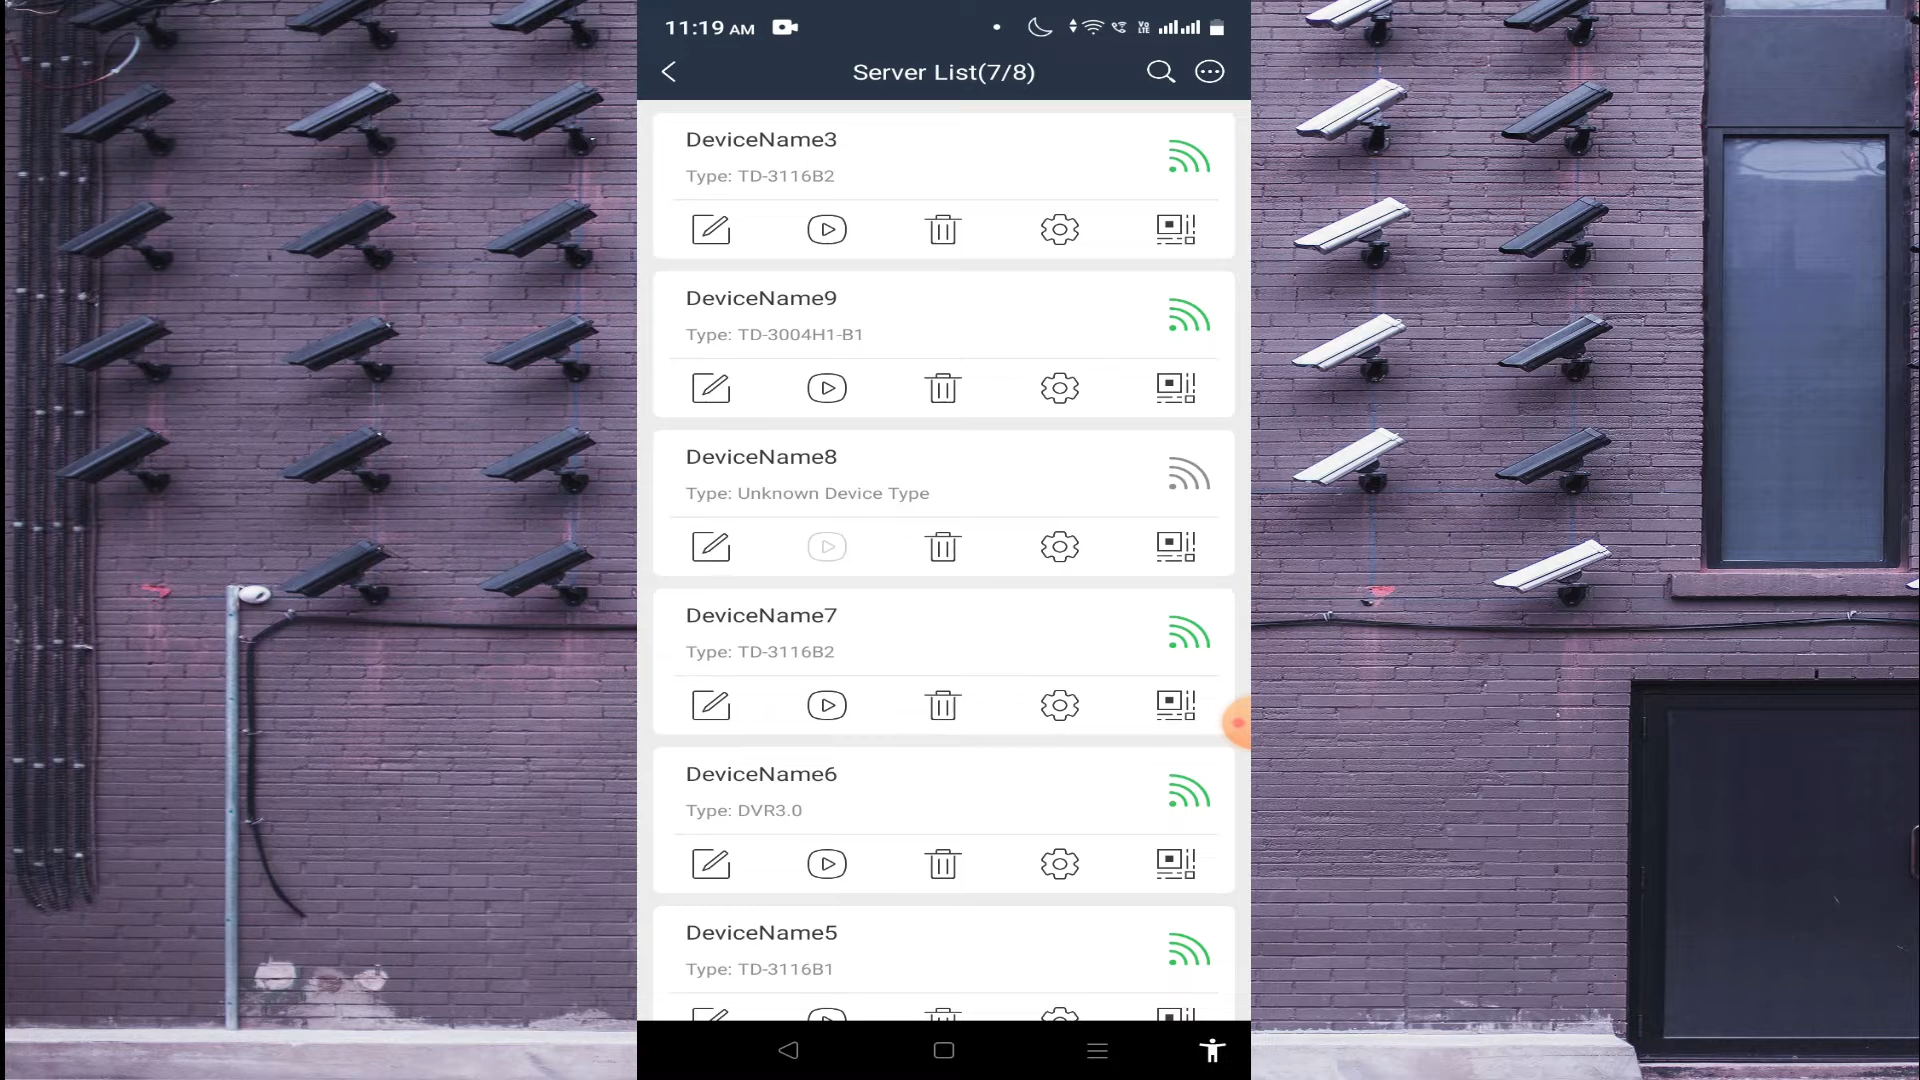 11:19 AM
Server List(7/8)
DeviceName3
Type: TD-3116B2
DeviceName9
Type: TD-3004H1-B1
DeviceName8
Type: Unknown Device Type
DeviceName7
Type: TD-3116B2
DeviceName6
Type: DVR3.0
DeviceName5
Type: TD-3116B1